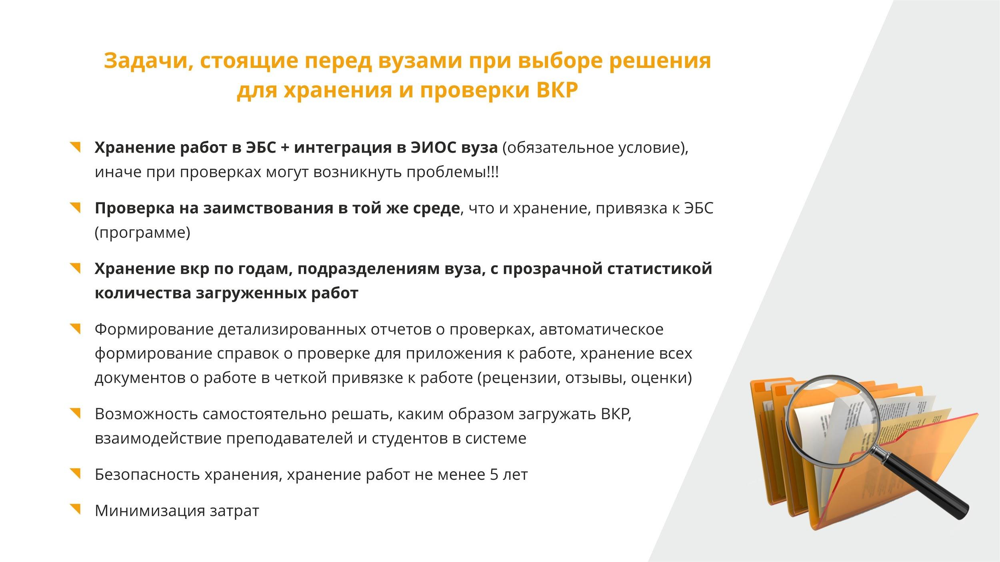 Задачи, стоящие перед вузами при выборе решения
для хранения и проверки ВКР
Хранение работ в ЭБС + интеграция в ЭИОС вуза (обязательное условие),
иначе при проверках могут возникнуть проблемы!!!
Проверка на заимствования в той же среде, что и хранение, привязка к ЭБС
(программе)
Хранение вкр по годам, подразделениям вуза, с прозрачной статистикой
количества загруженных работ
Формирование детализированных отчетов о проверках, автоматическое
формирование справок о проверке для приложения к работе, хранение всех
документов о работе в четкой привязке к работе (рецензии, отзывы, оценки)
Возможность самостоятельно решать, каким образом загружать ВКР,
взаимодействие преподавателей и студентов в системе
Безопасность хранения, хранение работ не менее 5 лет
Минимизация затрат